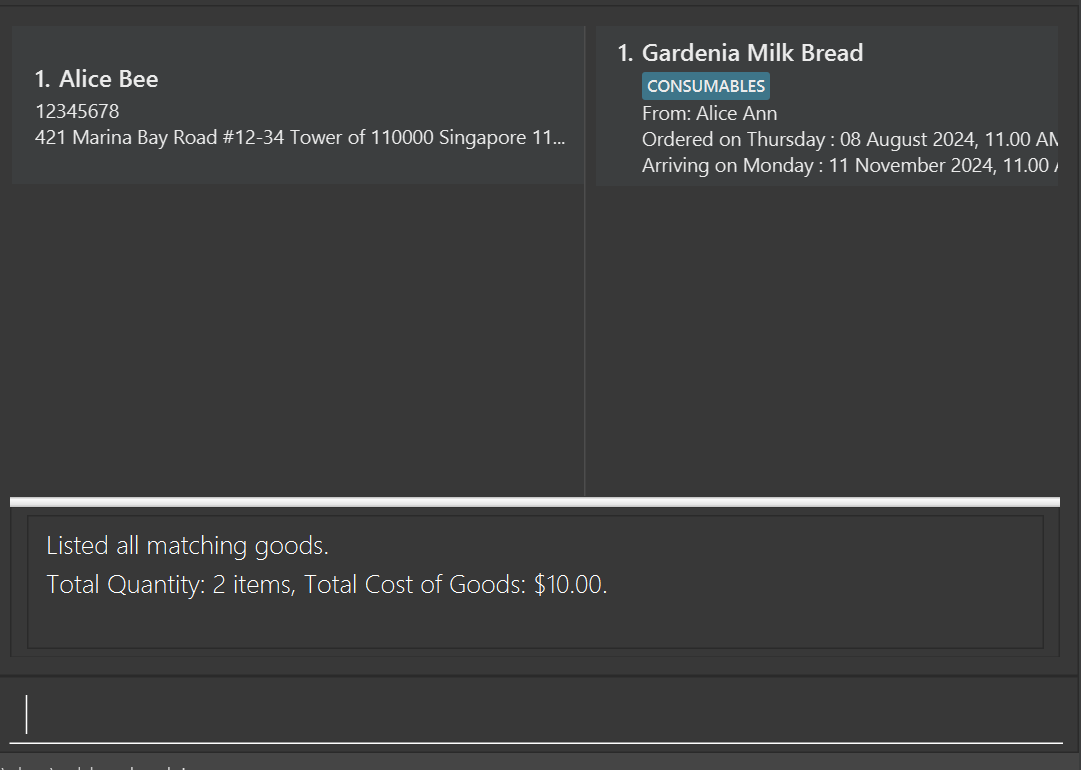 1. Alice Bee
12345678
421 Marina Bay Road #12-34 Tower of 110000 Singapore 11...
1. Gardenia Milk Bread
CONSUMABLES
From: Alice Ann
Ordered on Thursday : 08 August 2024, 11.00 AM
Arriving on Monday : 11 November 2024, 11.00
Listed all matching goods.
Total Quantity: 2 items, Total Cost of Goods: $10.00.